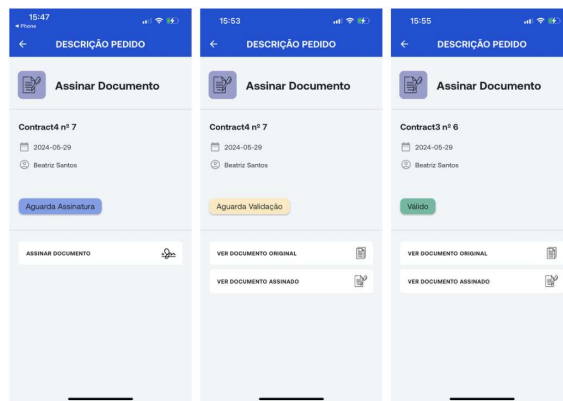 15:47
Phone
DESCRIÇÃO PEDIDO
Assinar Documento
Contract4 nº 7
2024-05-29
Beatriz Santos
Aguarda Assinatura
ASSINAR DOCUMENTO
15:53
DESCRIÇÃO PEDIDO
Assinar Documento
Contract4 nº 7
2024-05-29
Beatriz Santos
Aguarda Validação
VER DOCUMENTO ORIGINAL
VER DOCUMENTO ASSINADO
15:55
DESCRIÇÃO PEDIDO
Assinar Documento
Contract3 nº 6
2024-05-29
Beatriz Santos
Válido
VER DOCUMENTO ORIGINAL
VER DOCUMENTO ASSINADO